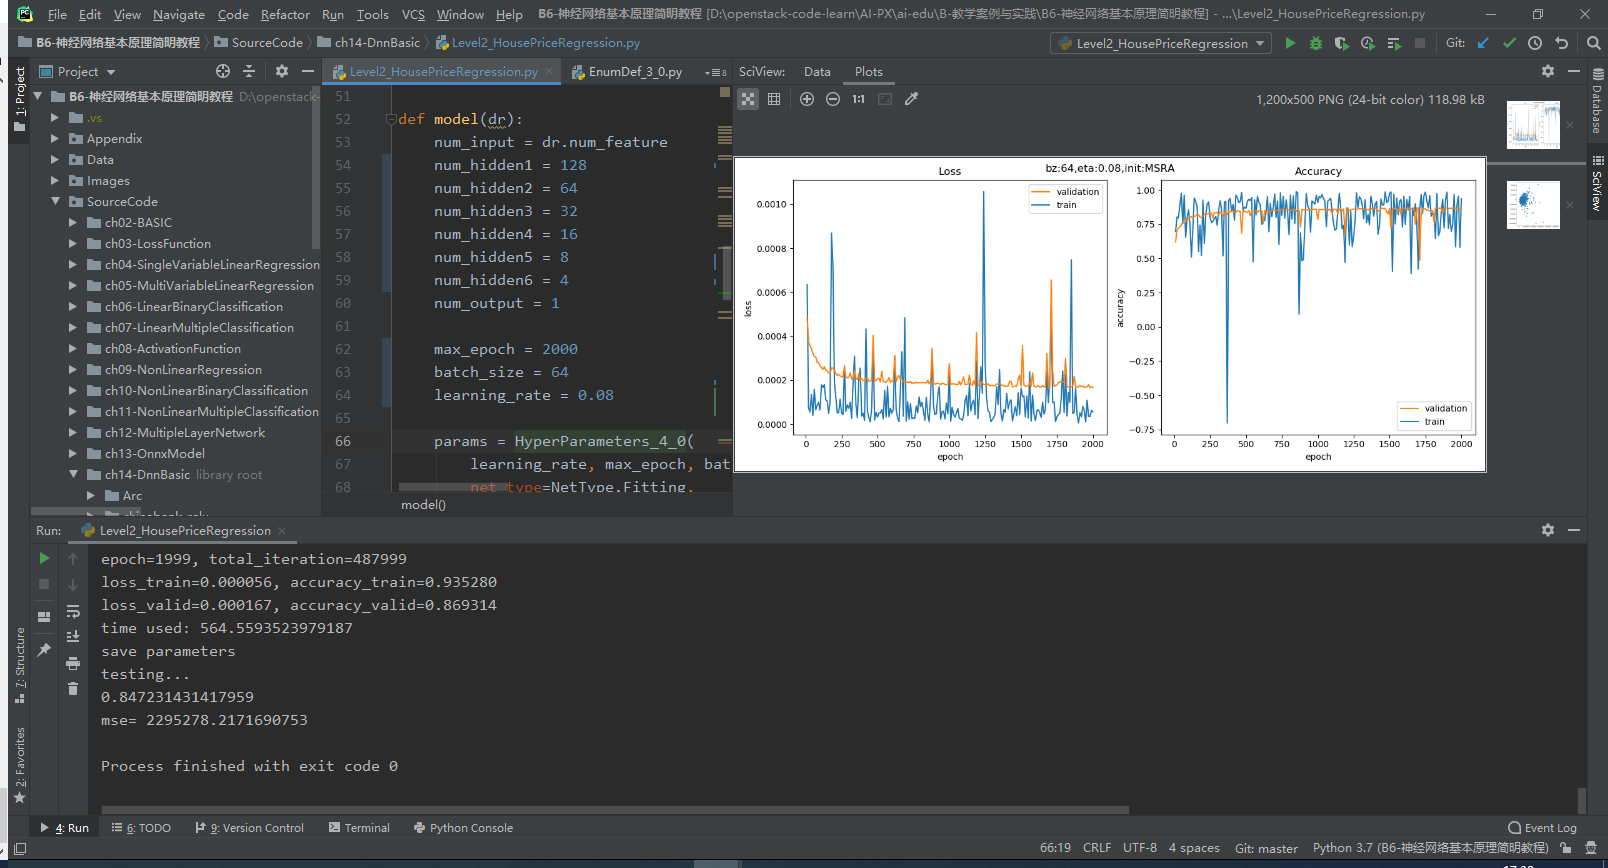 File Edit View Navigate Code Refactor Run Tools VCS Window Help B6-神经网络基本原理简明教程 [D:\openstack-code-learn\AI-PX\ai-edu\B-教学案例与实践\B6-神经网络基本原理简明教程] - ...\Level2_HousePriceRegression.py
B6-神经网络基本原理简明教程 SourceCode ch14-DnnBasic Level2_HousePriceRegression.py
Level2_HousePriceRegression Git:
1: Project
Project
B6-神经网络基本原理简明教程 D:\openstack-
.vs
Appendix
Data
Images
SourceCode
ch02-BASIC
ch03-LossFunction
ch04-SingleVariableLinearRegression
ch05-MultiVariableLinearRegression
ch06-LinearBinaryClassification
ch07-LinearMultipleClassification
ch08-ActivationFunction
ch09-NonLinearRegression
ch10-NonLinearBinaryClassification
ch11-NonLinearMultipleClassification
ch12-MultipleLayerNetwork
ch13-OnnxModel
ch14-DnnBasic library root
Arc
Level2_HousePriceRegression.py EnumDef_3_0.py
8
51
52 def model(dr):
53 num_input = dr.num_feature
54 num_hidden1 = 128
55 num_hidden2 = 64
56 num_hidden3 = 32
57 num_hidden4 = 16
58 num_hidden5 = 8
59 num_hidden6 = 4
60 num_output = 1
61
62 max_epoch = 2000
63 batch_size = 64
64 learning_rate = 0.08
65
66 params = HyperParameters_4_0(
67 learning_rate, max_epoch, bat
68 net_type=NetType.Fitting,
model()
SciView: Data Plots
1:1 1,200x500 PNG (24-bit color) 118.98 kB
bz:64,eta:0.08,init:MSRA
Loss
validation
train
0.0010
0.0008
0.0006
0.0004
0.0002
0.0000
loss
0 250 500 750 1000 1250 1500 1750 2000
epoch
Accuracy
1.00
0.75
0.50
0.25
0.00
−0.25
−0.50
−0.75
accuracy
validation
train
0 250 500 750 1000 1250 1500 1750 2000
epoch
Database
SciView
Run: Level2_HousePriceRegression
epoch=1999, total_iteration=487999
loss_train=0.000056, accuracy_train=0.935280
loss_valid=0.000167, accuracy_valid=0.869314
time used: 564.5593523979187
save parameters
testing...
0.847231431417959
mse= 2295278.2171690753
Process finished with exit code 0
7: Structure
2: Favorites
4: Run 6: TODO 9: Version Control Terminal Python Console Event Log
66:19 CRLF UTF-8 4 spaces Git: master Python 3.7 (B6-神经网络基本原理简明教程)